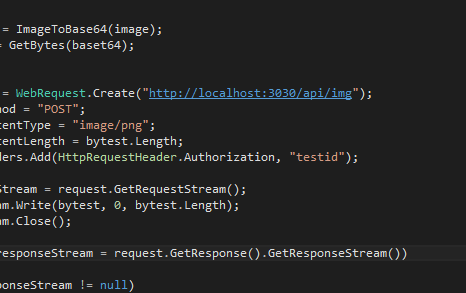 = ImageToBase64(image);
= GetBytes(baset64);
= WebRequest.Create("http://localhost:3030/api/img");
hod = "POST";
tentType = "image/png";
tentLength = bytest.Length;
ders.Add(HttpRequestHeader.Authorization, "testid");
Stream = request.GetRequestStream();
am.Write(bytest, 0, bytest.Length);
am.Close();
responseStream = request.GetResponse().GetResponseStream())
ponseStream != null)